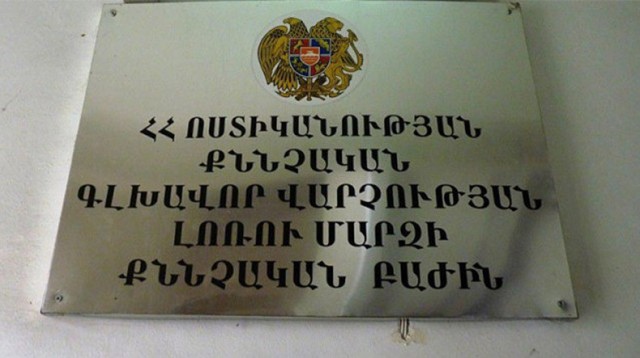 ՀՀ ՈՍՏԻԿԱՆՈՒԹՅԱՆ
ՔՆՆՉԱԿԱՆ
ԳԼԽԱՎՈՐ ՎԱՐՉՈՒԹՅԱՆ
ԼՈՌՈՒ ՄԱՐԶԻ
ՔՆՆՉԱԿԱՆ ԲԱԺԻՆ